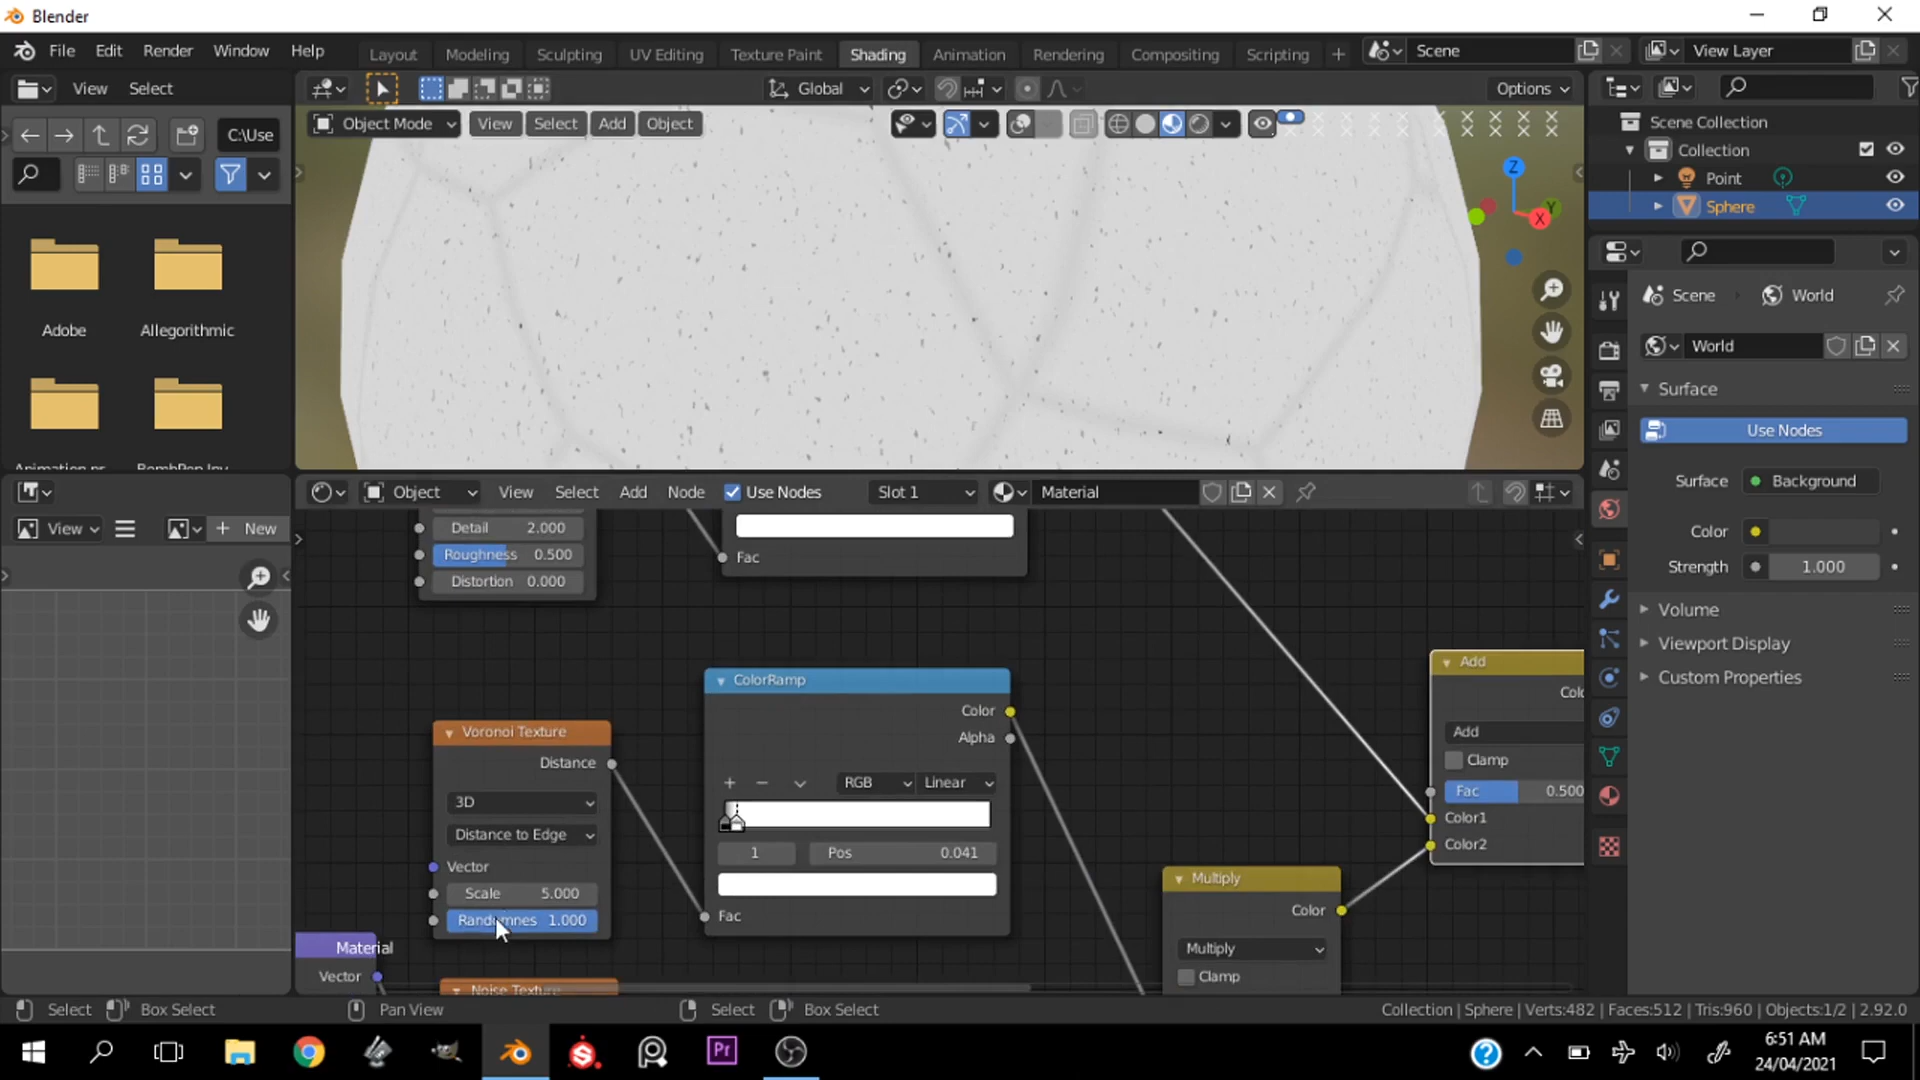 Blender
File Edit Render Window Help
Layout Modeling Sculpting UV Editing Texture Paint Shading Animation Rendering Compositing Scripting +
Scene
View Layer
View Select
Global
Options
C:\Use
Object Mode View Select Add Object
Z
Y
X
Adobe
Allegorithmic
Scene Collection
Collection
Point
Sphere
Scene World
World
Surface
Use Nodes
Surface Background
Color
Strength 1.000
Volume
Viewport Display
Custom Properties
Object View Select Add Node Use Nodes Slot 1 Material
View
+ New
Detail 2.000
Roughness 0.500
Distortion 0.000
Fac
Voronoi Texture
Distance
3D
Distance to Edge
Vector
Scale 5.000
Randomnes 1.000
ColorRamp
Color
Alpha
+ −
RGB Linear
1 Pos 0.041
Fac
Add
Add
Clamp
Fac 0.500
Color1
Color2
Multiply
Color
Multiply
Clamp
Material
Vector
Noise Texture
Select Box Select Pan View Select Box Select
Collection | Sphere | Verts:482 | Faces:512 | Tris:960 | Objects:1/2 | 2.92.0
Pr
6:51 AM
24/04/2021